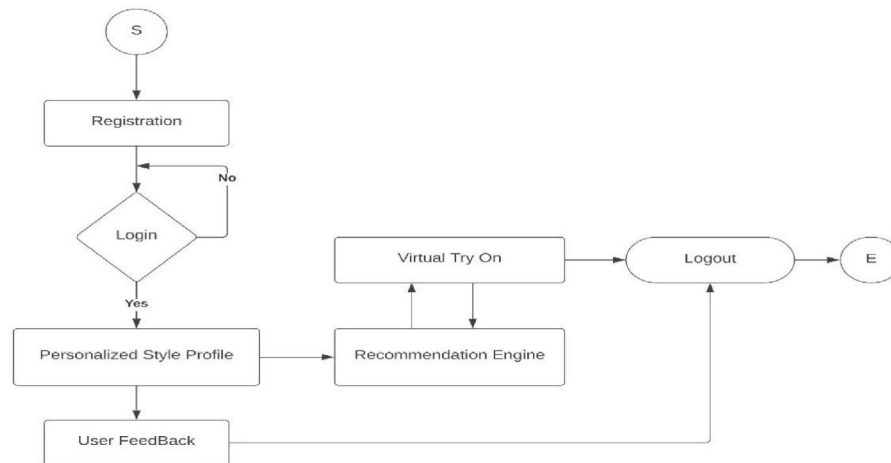 S
Registration
No
Login
Yes
Virtual Try On
Logout
E
Personalized Style Profile
Recommendation Engine
User FeedBack